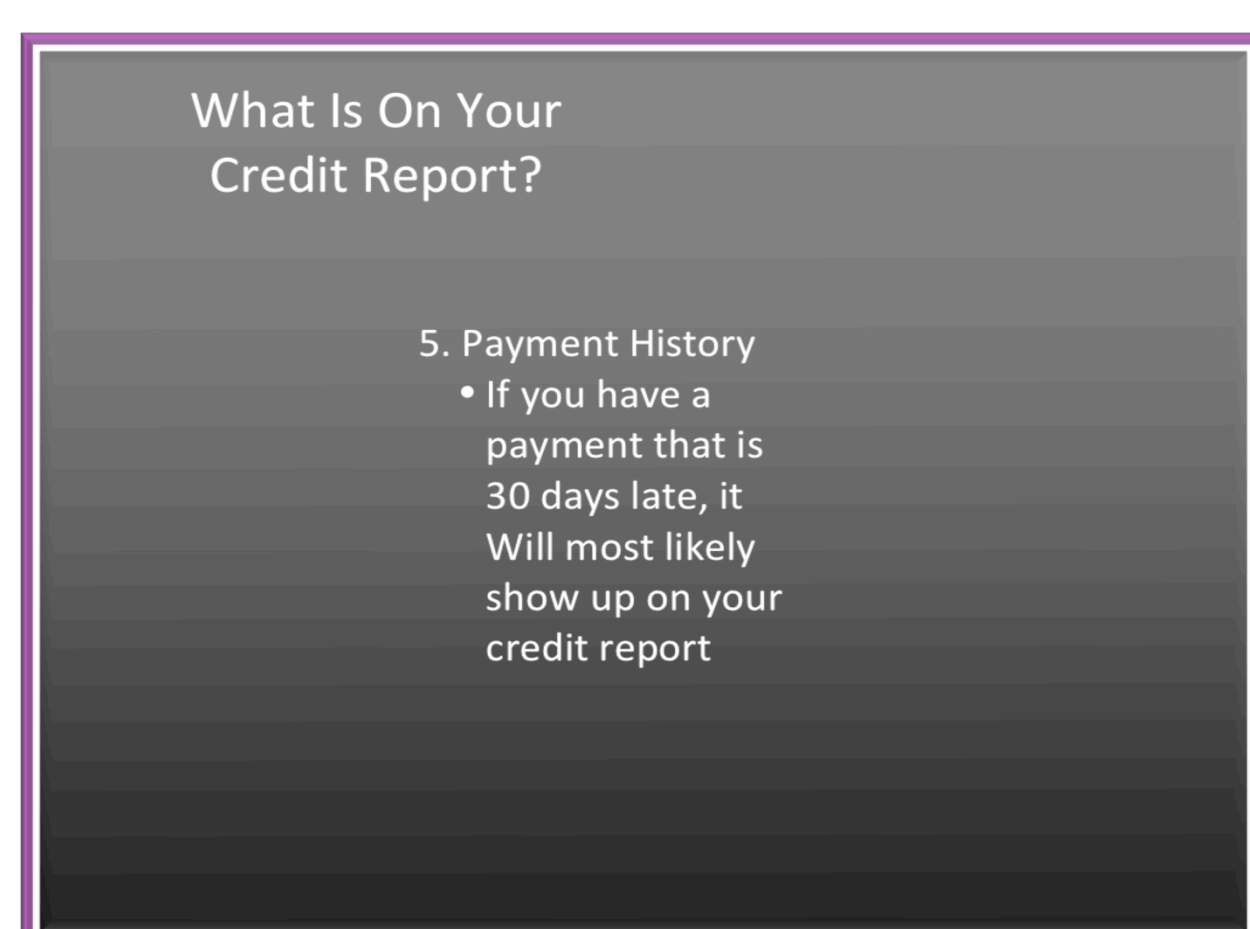 What Is On Your
Credit Report?
5. Payment History
• If you have a
payment that is
30 days late, it
Will most likely
show up on your
credit report